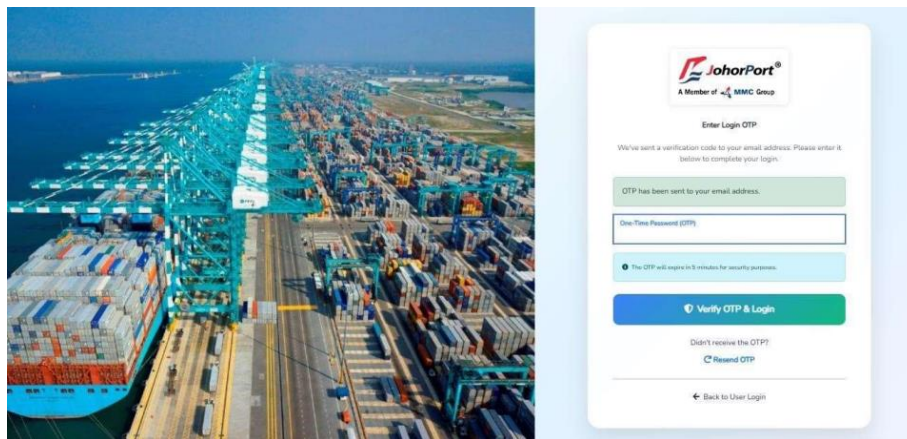 JohorPort®
A Member of MMC Group
Enter Login OTP
We've sent a verification code to your email address. Please enter it
below to complete your login.
OTP has been sent to your email address.
One-Time Password (OTP)
The OTP will expire in 5 minutes for security purposes.
Verify OTP & Login
Didn't receive the OTP?
Resend OTP
Back to User Login